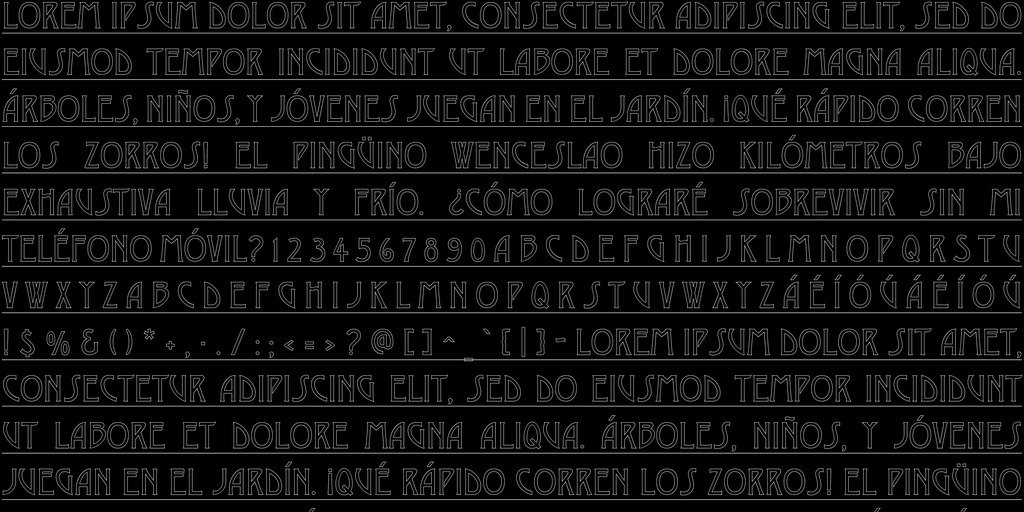 LOREM IPSUM DOLOR SIT AMET, CONSECTETUR ADIPISCING ELIT, SED DO
EIUSMOD TEMPOR INCIDIDUNT UT LABORE ET DOLORE MAGNA ALIQUA.
ÁRBOLES, NIÑOS, Y JÓVENES JUEGAN EN EL JARDÍN. ¡QUÉ RÁPIDO CORREN
LOS ZORROS! EL PINGÜINO WENCESLAO HIZO KILÓMETROS BAJO
EXHAUSTIVA LLUVIA Y FRÍO. ¿CÓMO LOGRARÉ SOBREVIVIR SIN MI
TELÉFONO MÓVIL? 1 2 3 4 5 6 7 8 9 0 A B C D E F G H I J K L M N O P Q R S T U
V W X Y Z A B C D E F G H I J K L M N O P Q R S T U V W X Y Z Á É Í Ó Ú Á É Í Ó Ú
! $ % & ( ) * + , - . / : ; < = > ? @ [ ] ^ _ ` [ | } ~ LOREM IPSUM DOLOR SIT AMET,
CONSECTETUR ADIPISCING ELIT, SED DO EIUSMOD TEMPOR INCIDIDUNT
UT LABORE ET DOLORE MAGNA ALIQUA. ÁRBOLES, NIÑOS, Y JÓVENES
JUEGAN EN EL JARDÍN. ¡QUÉ RÁPIDO CORREN LOS ZORROS! EL PINGÜINO